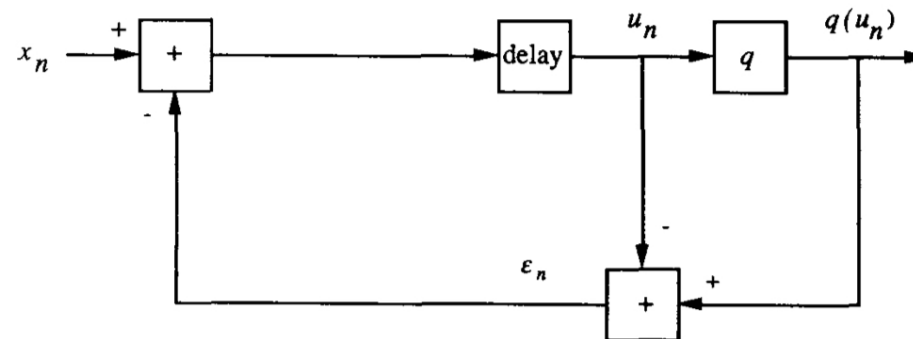 u_n
q(u_n)
+
x_n
+
delay
q
-
-
ε_n
+
+